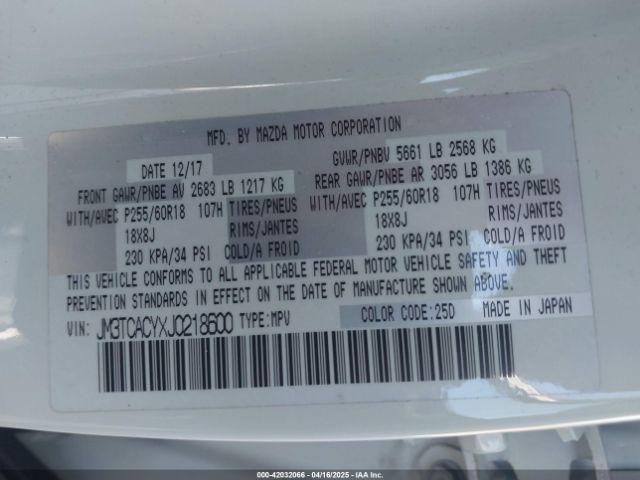 MFD. BY MAZDA MOTOR CORPORATION
DATE 12/17
GVWR/PNBV 5661 LB 2568 KG
FRONT GAWR/PNBE AV 2683 LB 1217 KG
REAR GAWR/PNBE AR 3056 LB 1386 KG
WITH/AVEC P255/60R18 107H TIRES/PNEUS
18X8J RIMS/JANTES
230 KPA/34 PSI COLD/A FROID
WITH/AVEC P255/60R18 107H TIRES/PNEUS
18X8J RIMS/JANTES
230 KPA/34 PSI COLD/A FROID
THIS VEHICLE CONFORMS TO ALL APPLICABLE FEDERAL MOTOR VEHICLE SAFETY AND THEFT
PREVENTION STANDARDS IN EFFECT ON THE DATE OF MANUFACTURE SHOWN ABOVE.
VIN: JM3TCACYXJ0218600 TYPE:MPV
COLOR CODE:25D MADE IN JAPAN
000-42032066 - 04/16/2025 - IAA Inc.